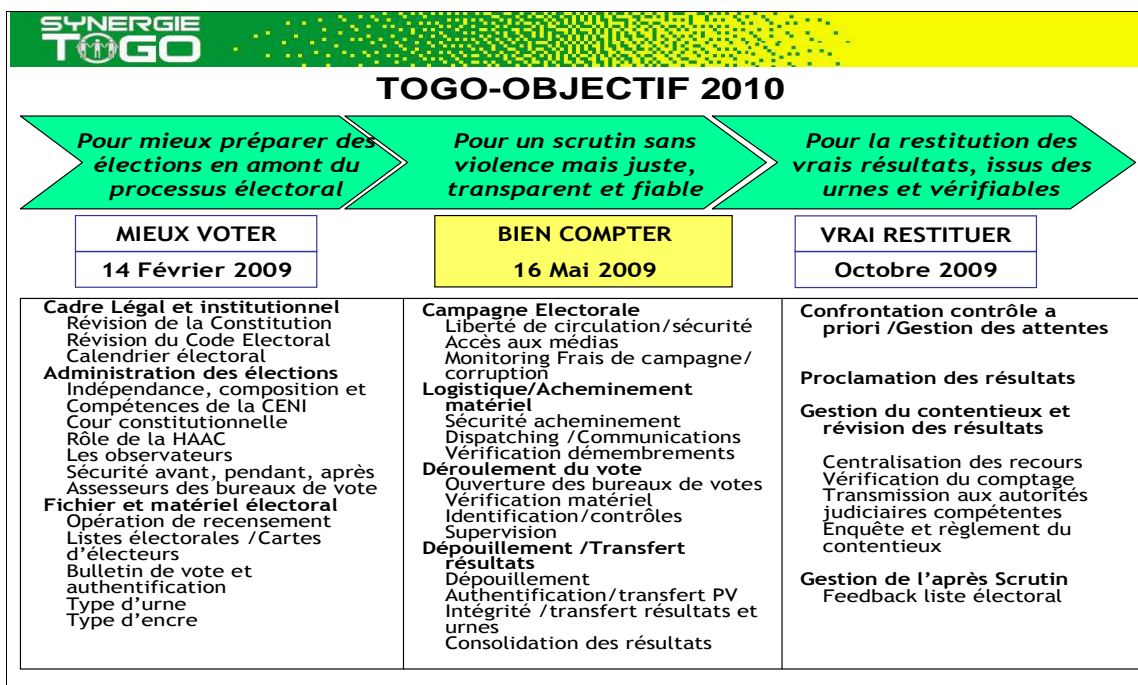 SYNERGIE
TOGO
TOGO-OBJECTIF 2010
Pour mieux préparer des
élections en amont du
processus électoral
Pour un scrutin sans
violence mais juste,
transparent et fiable
Pour la restitution des
vrais résultats, issus des
urnes et vérifiables
MIEUX VOTER
14 Février 2009
BIEN COMPTER
16 Mai 2009
VRAI RESTITUER
Octobre 2009
Cadre Légal et institutionnel
Révision de la Constitution
Révision du Code Electoral
Calendrier électoral
Administration des élections
Indépendance, composition et
Compétences de la CENI
Cour constitutionnelle
Rôle de la HAAC
Les observateurs
Sécurité avant, pendant, après
Assesseurs des bureaux de vote
Fichier et matériel électoral
Opération de recensement
Listes électorales /Cartes
d'électeurs
Bulletin de vote et
authentification
Type d'urne
Type d'encre
Campagne Electorale
Liberté de circulation/sécurité
Accès aux médias
Monitoring Frais de campagne/
corruption
Logistique/Acheminement
matériel
Sécurité acheminement
Dispatching /Communications
Vérification démembrements
Déroulement du vote
Ouverture des bureaux de votes
Vérification matériel
Identification/contrôles
Supervision
Dépouillement /Transfert
résultats
Dépouillement
Authentification/transfert PV
Intégrité /transfert résultats et
urnes
Consolidation des résultats
Confrontation contrôle a
priori /Gestion des attentes
Proclamation des résultats
Gestion du contentieux et
révision des résultats
Centralisation des recours
Vérification du comptage
Transmission aux autorités
judiciaires compétentes
Enquête et règlement du
contentieux
Gestion de l'après Scrutin
Feedback liste électoral